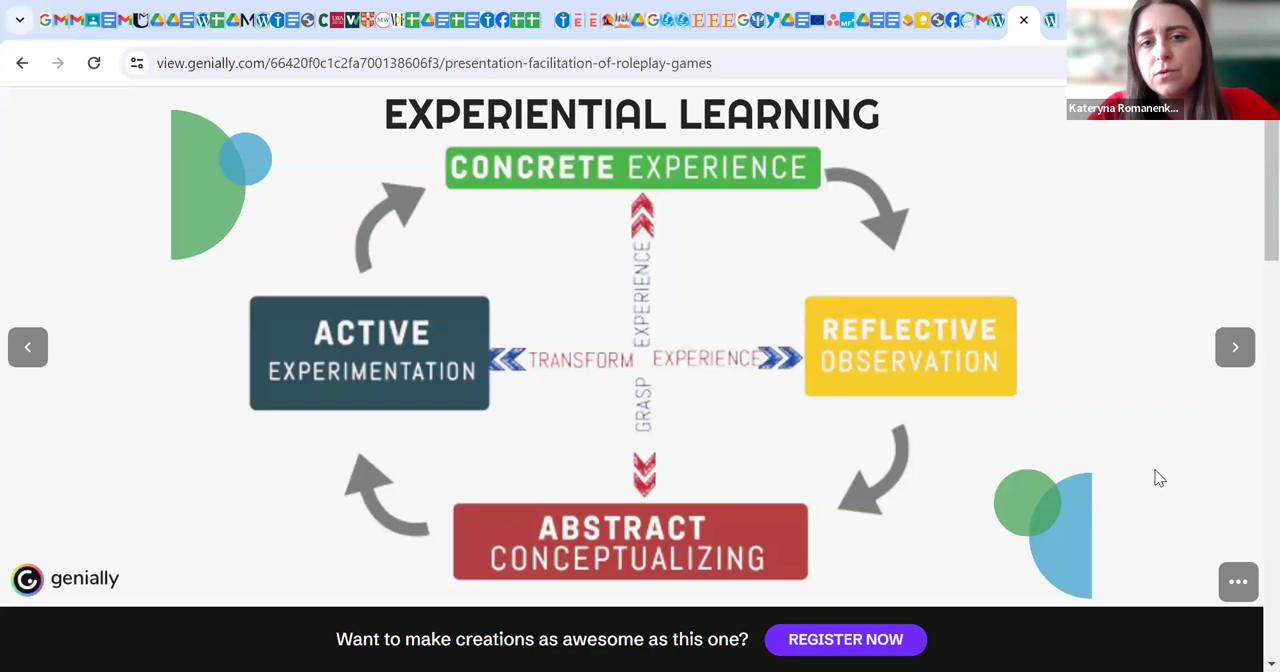 view.genially.com/66420f0c1c2fa700138606f3/presentation-facilitation-of-roleplay-games
Kateryna Romanenk...
EXPERIENTIAL LEARNING
CONCRETE EXPERIENCE
ACTIVE
EXPERIMENTATION
TRANSFORM EXPERIENCE
GRASP EXPERIENCE
REFLECTIVE
OBSERVATION
ABSTRACT
CONCEPTUALIZING
genially
Want to make creations as awesome as this one?
REGISTER NOW